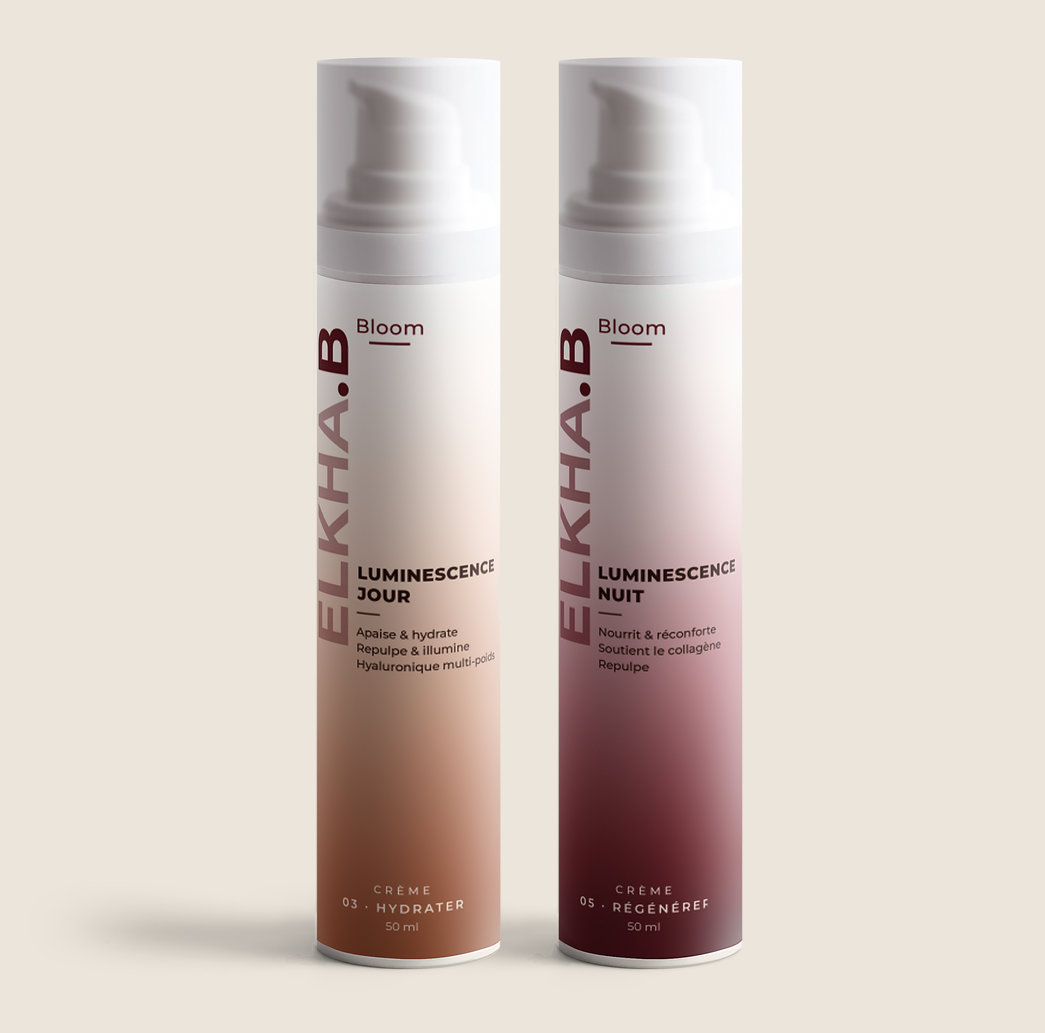 ELKHA.B
Bloom
LUMINESCENCE
JOUR
Apaise & hydrate
Repulpe & illumine
Hyaluronique multi-poids
CRÈME
03 · HYDRATER
50 ml
ELKHA.B
Bloom
LUMINESCENCE
NUIT
Nourrit & réconforte
Soutient le collagène
Repulpe
CRÈME
05 · RÉGÉNÉRER
50 ml